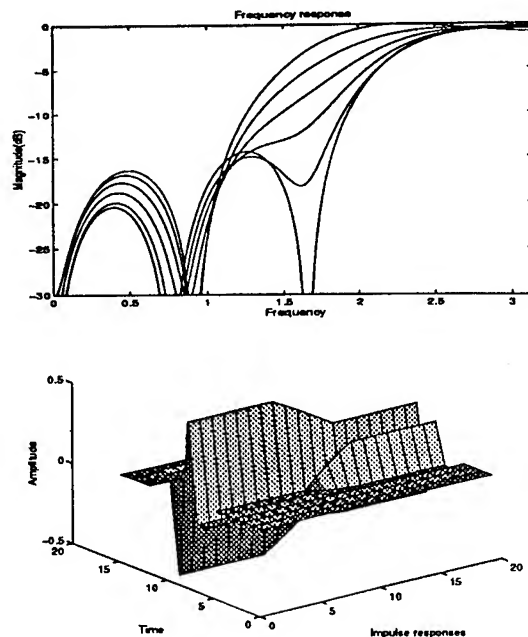 Frequency response
0
-5
-10
-15
-20
-25
-30
Magnitude(dB)
0 0.5 1 1.5 2 2.5 3
Frequency
0.5
0
-0.5
Amplitude
20 15 10 5 0
Time
0 5 10 15 20
Impulse responses